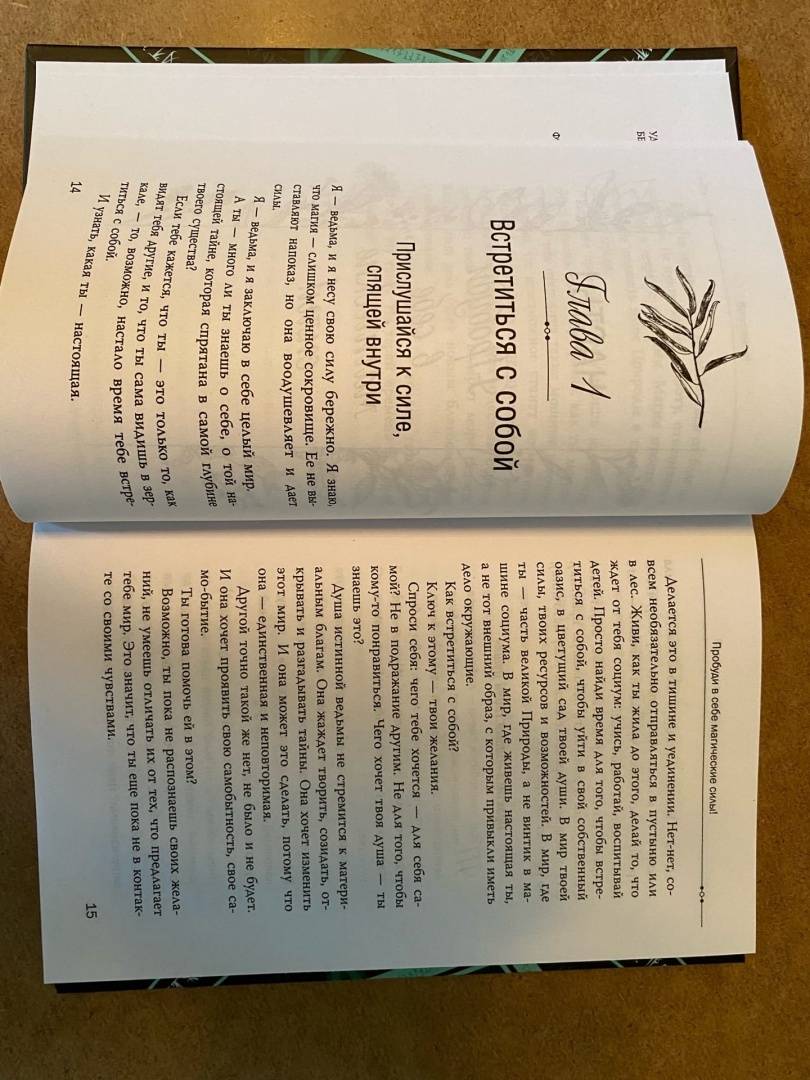 Глава 1
Встретиться с собой
Прислушайся к силе,
спящей внутри
Я — ведьма, и я несу свою силу бережно. Я знаю,
что магия — слишком ценное сокровище. Ее не вы-
ставляют напоказ, но она воодушевляет и дает
силы.
Я — ведьма, и я заключаю в себе целый мир.
А ты — много ли ты знаешь о себе, о той на-
стоящей тайне, которая спрятана в самой глубине
твоего существа?
Если тебе кажется, что ты — это только то, как
видят тебя другие, и то, что ты сама видишь в зер-
кале, — то, возможно, настало время тебе встре-
титься с собой.
И узнать, какая ты — настоящая.
14
Пробуди в себе магические силы!
Делается это в тишине и уединении. Нет-нет, со-
всем необязательно отправляться в пустыню или
в лес. Живи, как ты жила до этого, делай то, что
ждет от тебя социум: учись, работай, воспитывай
детей. Просто найди время для того, чтобы встре-
титься с собой, чтобы уйти в свой собственный
оазис, в цветущий сад твоей души. В мир твоей
силы, твоих ресурсов и возможностей. В мир, где
ты — часть великой Природы, а не винтик в ма-
шине социума. В мир, где живешь настоящая ты,
а не тот внешний образ, с которым привыкли иметь
дело окружающие.
Как встретиться с собой?
Ключ к этому — твои желания.
Спроси себя: чего тебе хочется — для себя са-
мой? Не в подражание другим. Не для того, чтобы
кому-то понравиться. Чего хочет твоя душа — ты
знаешь это?
Душа истинной ведьмы не стремится к матери-
альным благам. Она жаждет творить, созидать, от-
крывать и разгадывать тайны. Она хочет изменить
этот мир. И она может это сделать, потому что
она — единственная и неповторимая.
Другой точно такой же нет, не было и не будет.
И она хочет проявить свою самобытность, свое са-
мо-бытие.
Ты готова помочь ей в этом?
Возможно, ты пока не распознаешь своих жела-
ний, не умеешь отличать их от тех, что предлагает
тебе мир. Это значит, что ты еще пока не в контак-
те со своими чувствами.
15